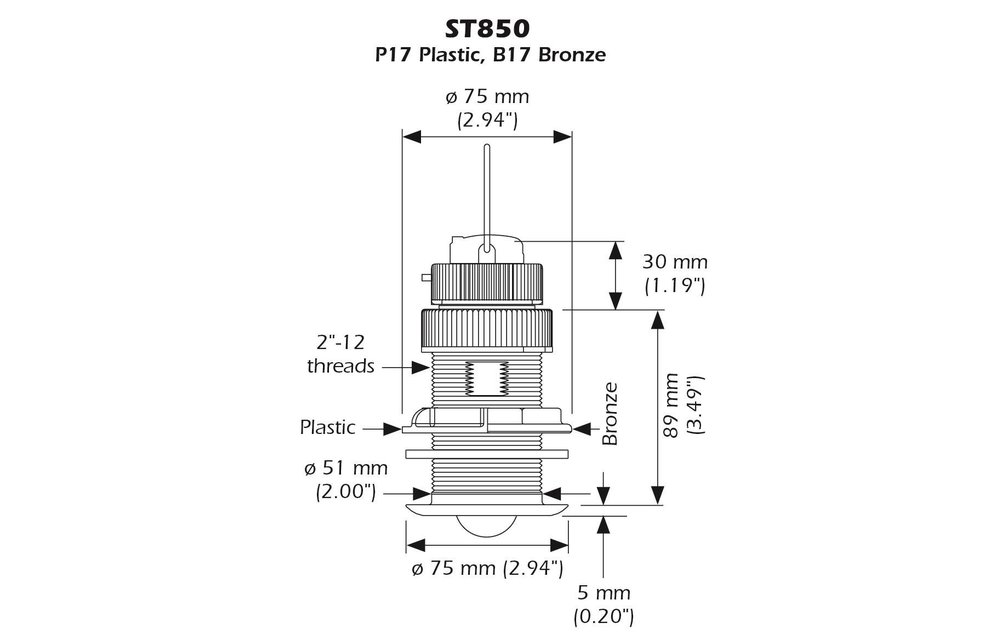 ST850
P17 Plastic, B17 Bronze
ø 75 mm
(2.94")
30 mm
(1.19")
2"-12
threads
89 mm
(3.49")
Bronze
Plastic
ø 51 mm
(2.00")
ø 75 mm (2.94")
5 mm
(0.20")